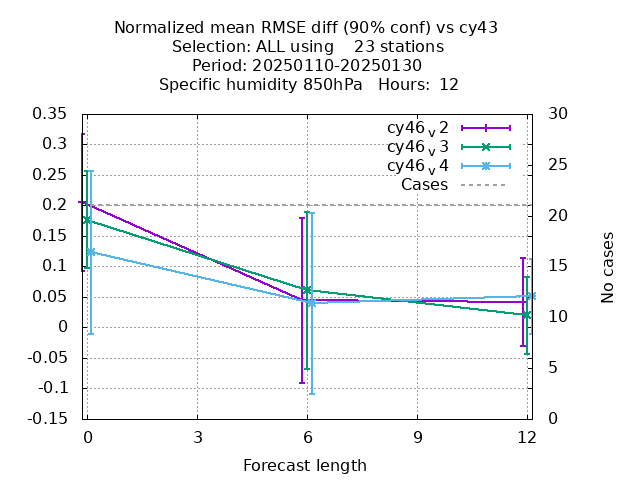 Normalized mean RMSE diff (90% conf) vs cy43
Selection: ALL using    23 stations
Period: 20250110-20250130
Specific humidity 850hPa   Hours:  12
0.35
0.3
0.25
0.2
0.15
0.1
0.05
0
-0.05
-0.1
-0.15
30
25
20
15
10
5
0
cy46v2
cy46v3
cy46v4
Cases
No cases
0 3 6 9 12
Forecast length